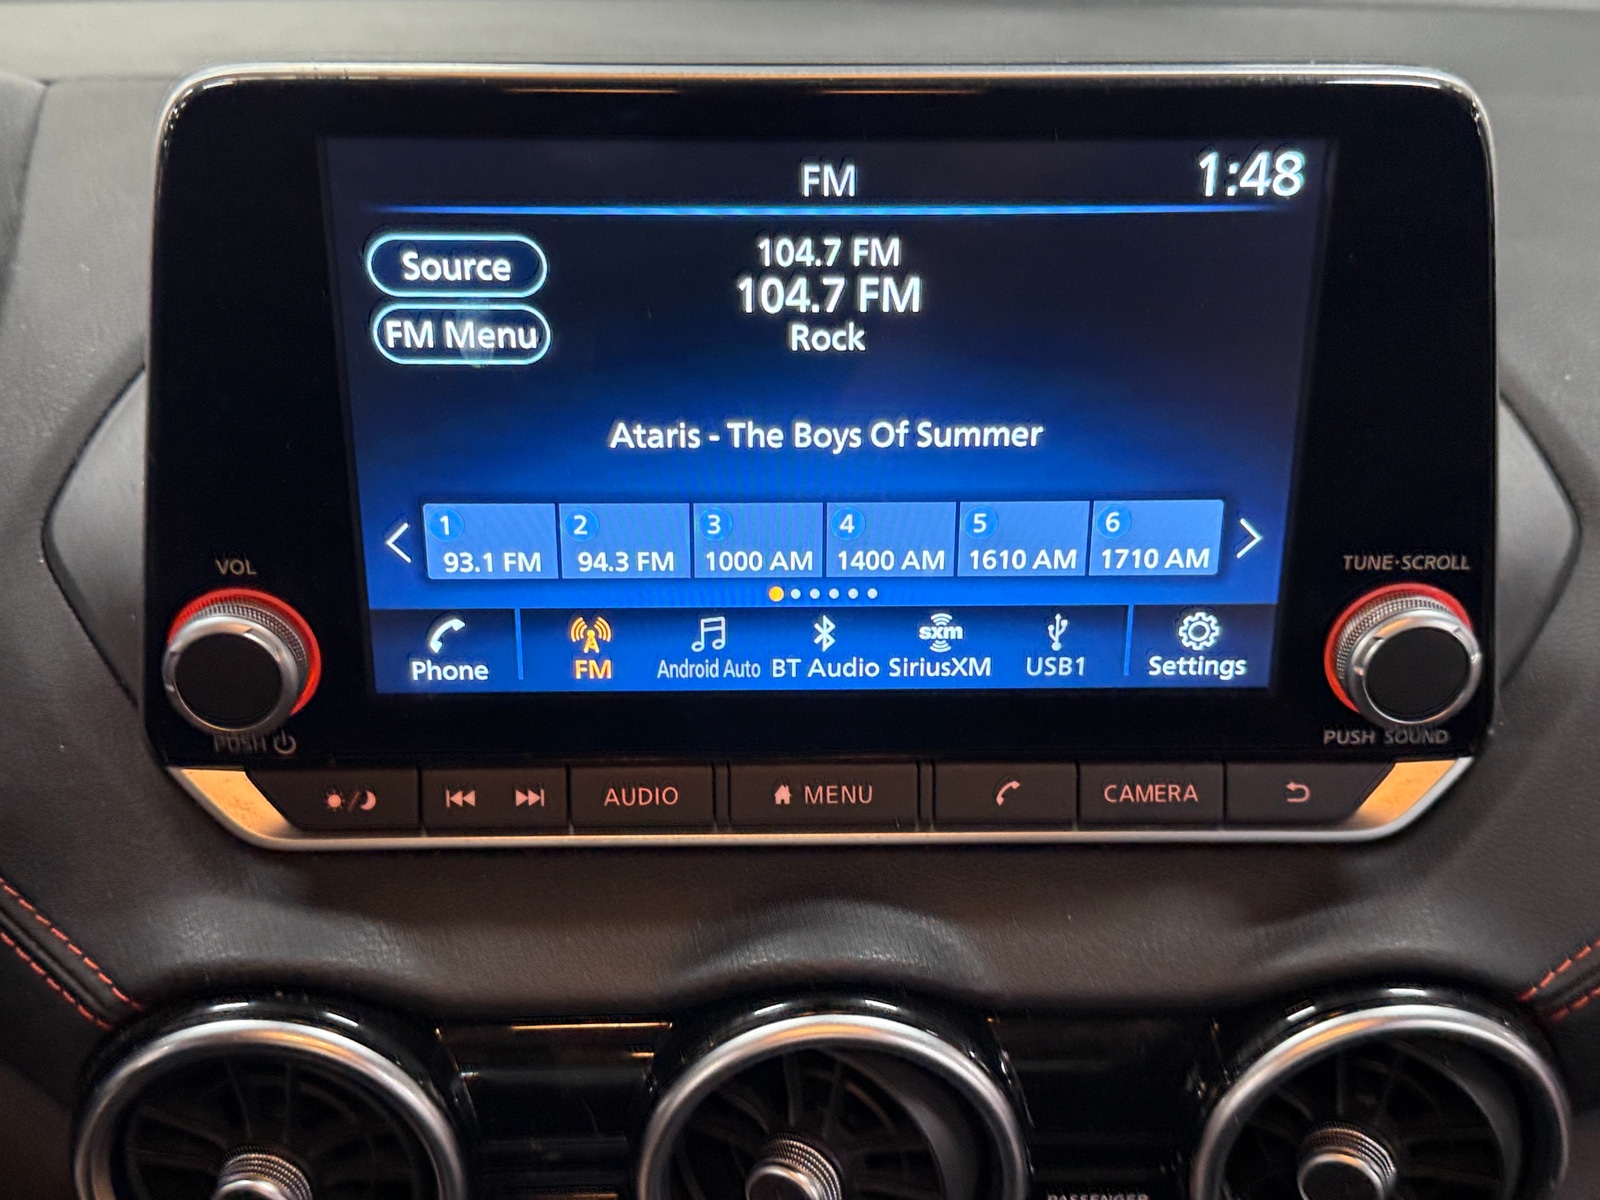 FM
1:48
Source
104.7 FM
104.7 FM
FM Menu
Rock
Ataris - The Boys Of Summer
1 2 3 4 5 6
93.1 FM 94.3 FM 1000 AM 1400 AM 1610 AM 1710 AM
Phone FM Android Auto BT Audio sxm SiriusXM USB1 Settings
VOL
PUSH
TUNE·SCROLL
PUSH SOUND
AUDIO MENU CAMERA
PASSENGER